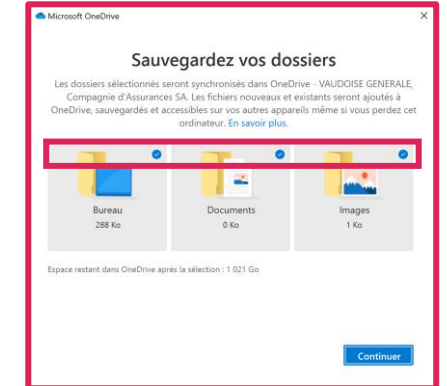 Microsoft OneDrive
Sauvegardez vos dossiers
Les dossiers sélectionnés seront synchronisés dans OneDrive - VAUDOISE GENERALE,
Compagnie d'Assurances SA. Les fichiers nouveaux et existants seront ajoutés à
OneDrive, sauvegardés et accessibles sur vos autres appareils même si vous perdez cet
ordinateur. En savoir plus.
Bureau Documents Images
288 Ko 0 Ko 1 Ko
Espace restant dans OneDrive après la sélection : 1 021 Go
Continuer